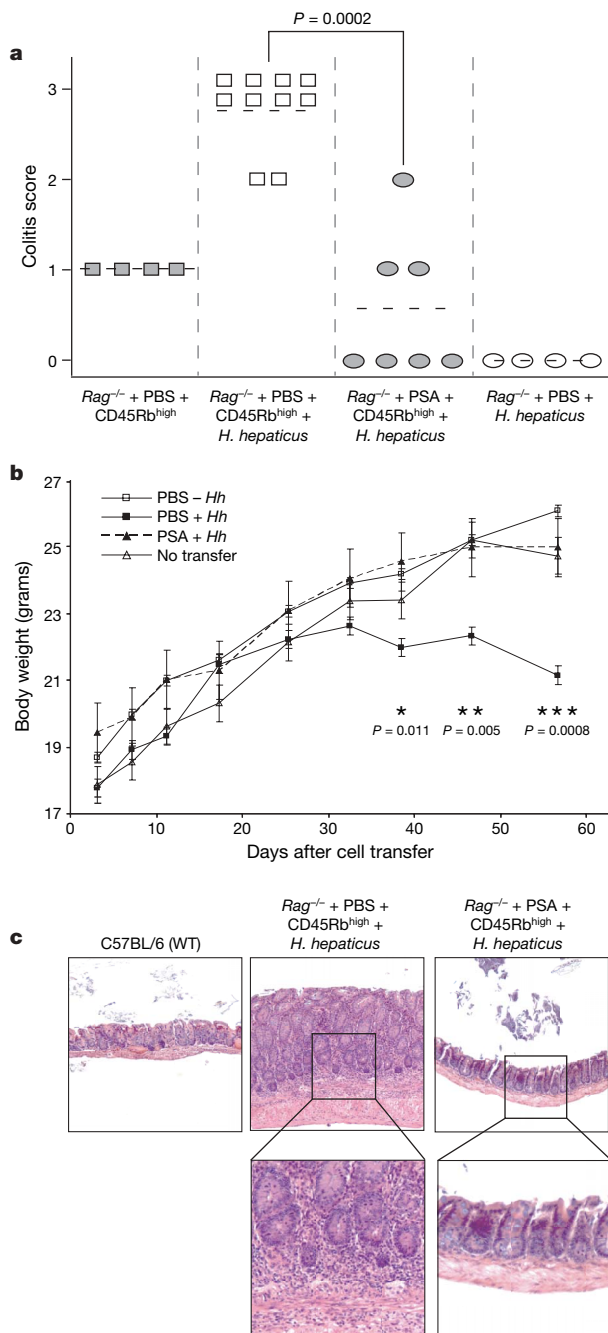 a
P = 0.0002
Colitis score
3
2
1
0
Rag–/– + PBS +
CD45Rbhigh
Rag–/– + PBS +
CD45Rbhigh +
H. hepaticus
Rag–/– + PSA +
CD45Rbhigh +
H. hepaticus
Rag–/– + PBS +
H. hepaticus
b
Body weight (grams)
27
25
23
21
19
17
PBS – Hh
PBS + Hh
PSA + Hh
No transfer
* ** ***
P = 0.011 P = 0.005 P = 0.0008
0 10 20 30 40 50 60
Days after cell transfer
c
C57BL/6 (WT)
Rag–/– + PBS +
CD45Rbhigh +
H. hepaticus
Rag–/– + PSA +
CD45Rbhigh +
H. hepaticus